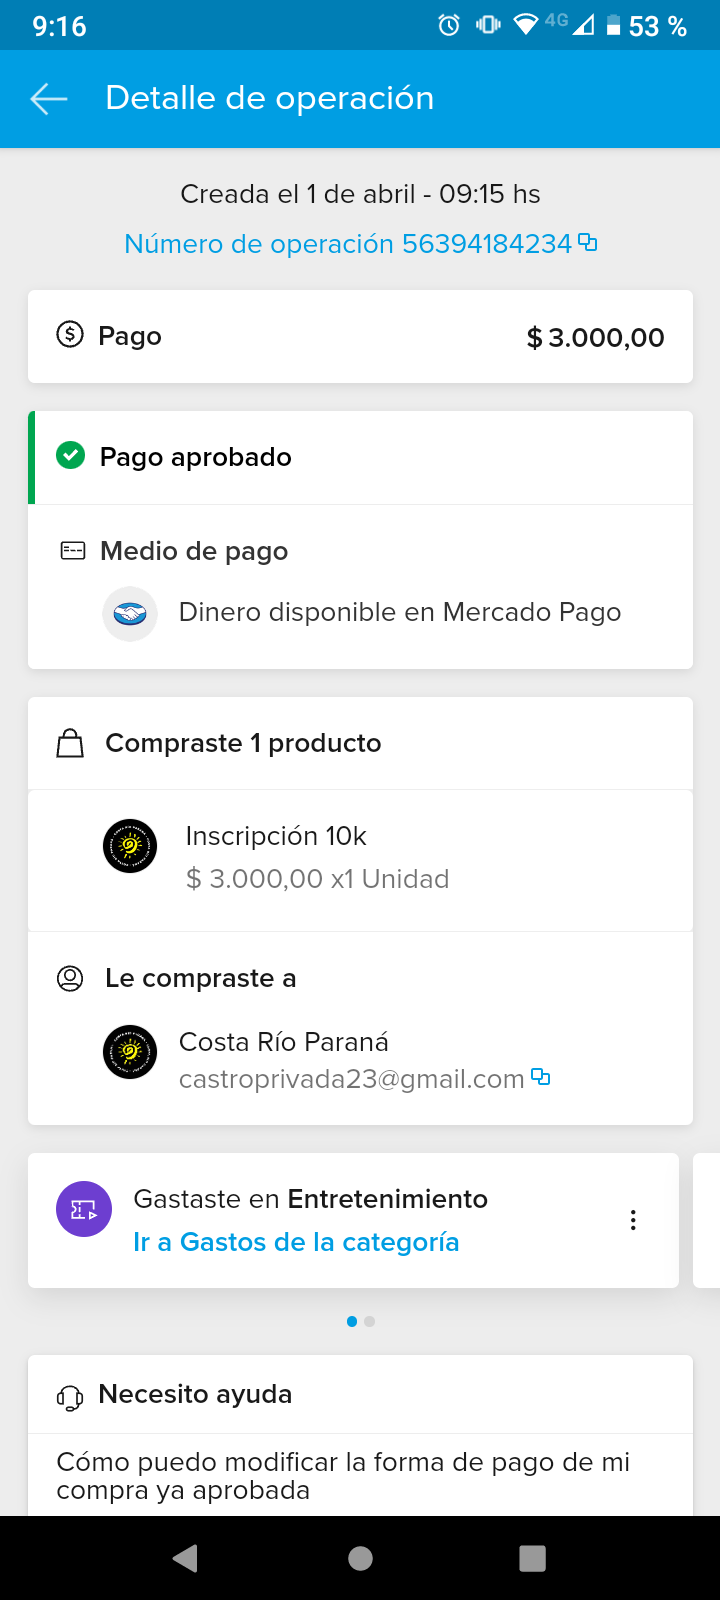 9:16
4G
53 %
Detalle de operación
Creada el 1 de abril - 09:15 hs
Número de operación 56394184234
Pago
$ 3.000,00
Pago aprobado
Medio de pago
Dinero disponible en Mercado Pago
Compraste 1 producto
Inscripción 10k
$ 3.000,00 x1 Unidad
Le compraste a
Costa Río Paraná
castroprivada23@gmail.com
Gastaste en Entretenimiento
Ir a Gastos de la categoría
Necesito ayuda
Cómo puedo modificar la forma de pago de mi
compra ya aprobada